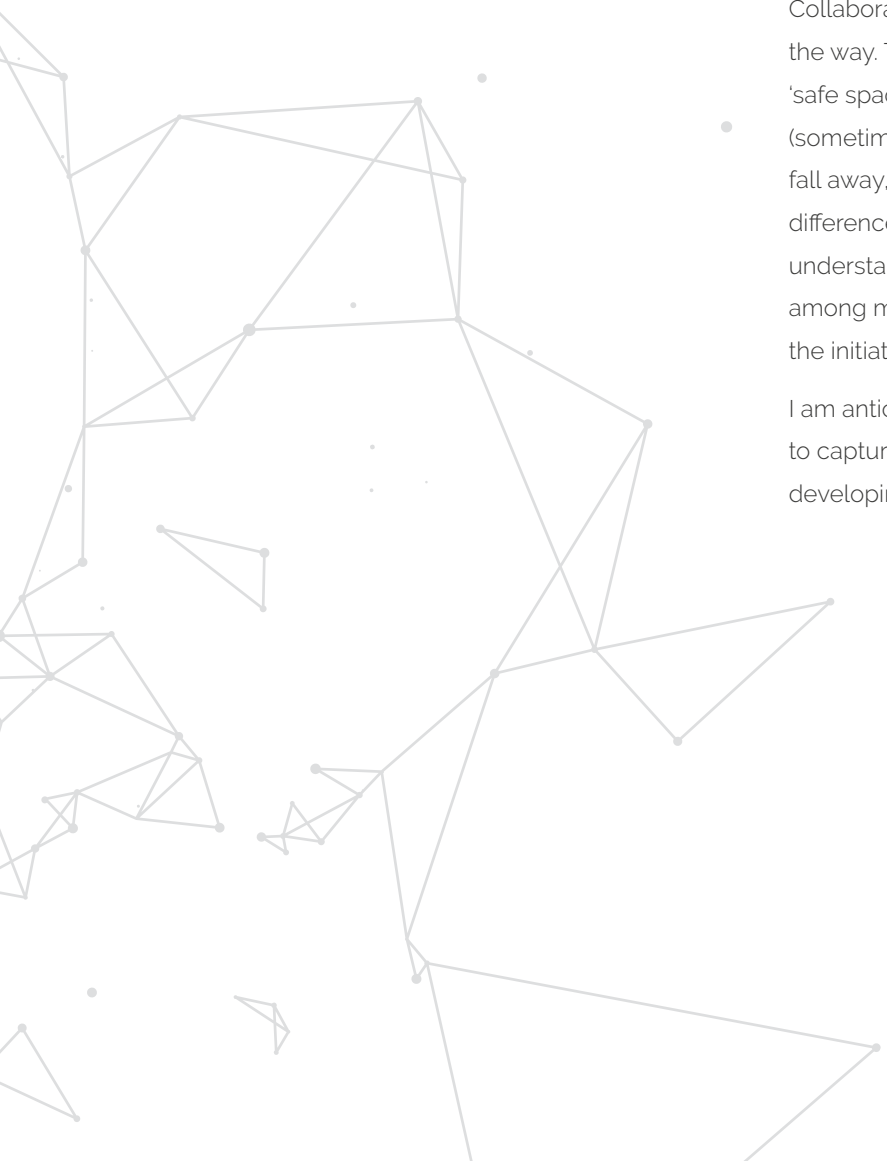 Collabora
the way. T
‘safe spac
(sometim
fall away,
difference
understa
among m
the initiat
I am antic
to captur
developin